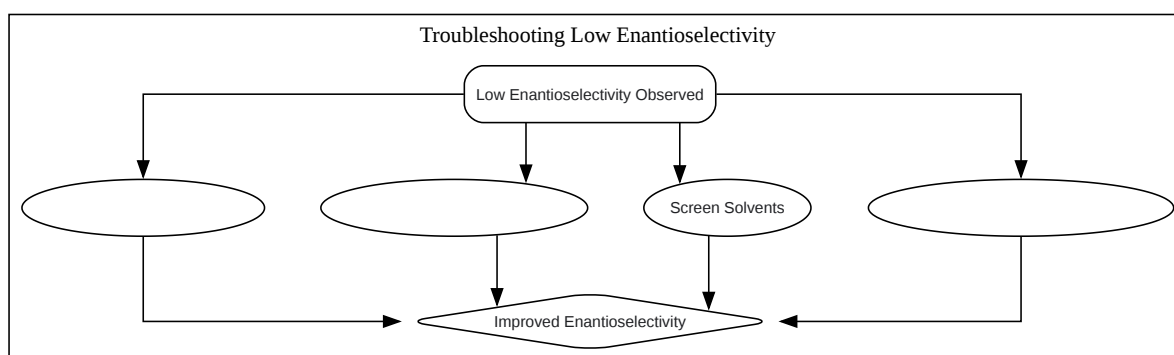 Troubleshooting Low Enantioselectivity
Low Enantioselectivity Observed
Screen Solvents
Improved Enantioselectivity